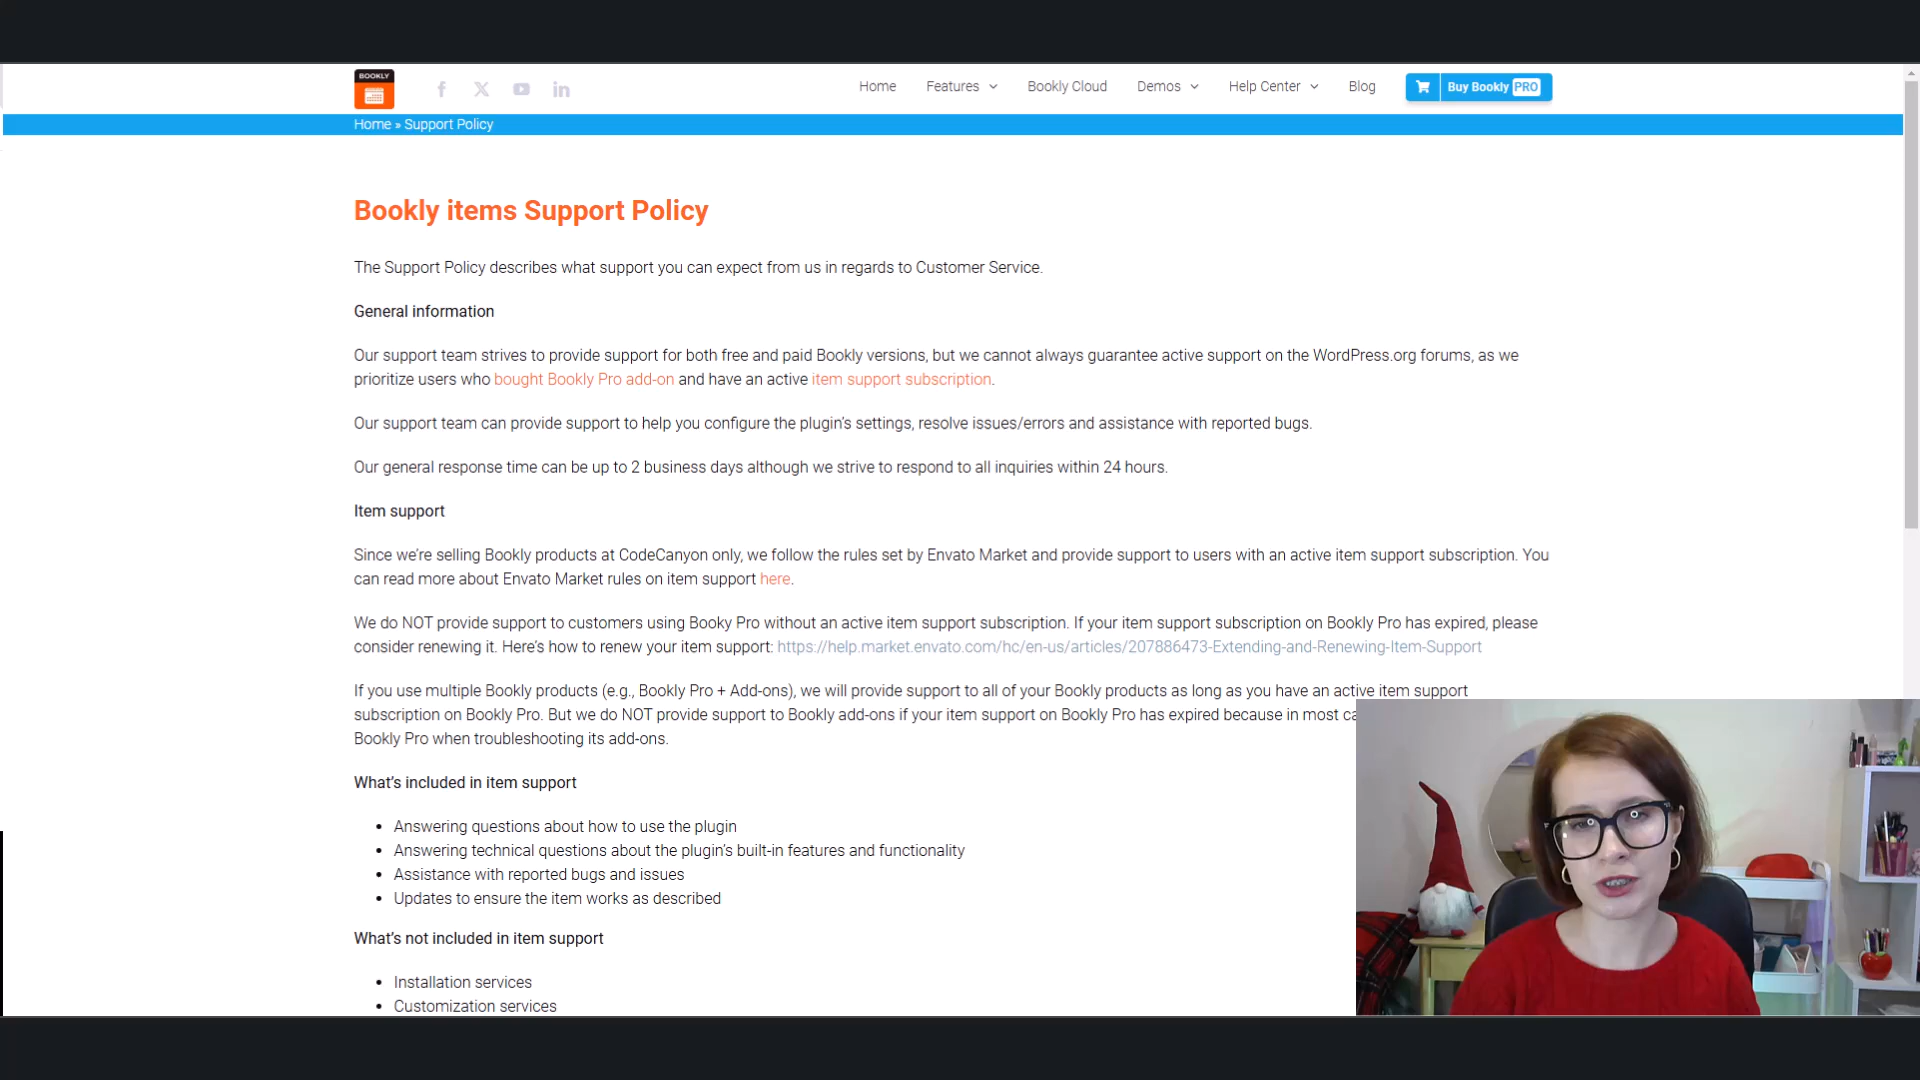 BOOKLY
Home
Features
Bookly Cloud
Demos
Help Center
Blog
Buy Bookly PRO
Home » Support Policy
Bookly items Support Policy
The Support Policy describes what support you can expect from us in regards to Customer Service.
General information
Our support team strives to provide support for both free and paid Bookly versions, but we cannot always guarantee active support on the WordPress.org forums, as we
prioritize users who bought Bookly Pro add-on and have an active item support subscription.
Our support team can provide support to help you configure the plugin's settings, resolve issues/errors and assistance with reported bugs.
Our general response time can be up to 2 business days although we strive to respond to all inquiries within 24 hours.
Item support
Since we're selling Bookly products at CodeCanyon only, we follow the rules set by Envato Market and provide support to users with an active item support subscription. You
can read more about Envato Market rules on item support here.
We do NOT provide support to customers using Booky Pro without an active item support subscription. If your item support subscription on Bookly Pro has expired, please
consider renewing it. Here's how to renew your item support: https://help.market.envato.com/hc/en-us/articles/207886473-Extending-and-Renewing-Item-Support
If you use multiple Bookly products (e.g., Bookly Pro + Add-ons), we will provide support to all of your Bookly products as long as you have an active item support
subscription on Bookly Pro. But we do NOT provide support to Bookly add-ons if your item support on Bookly Pro has expired because in most
Bookly Pro when troubleshooting its add-ons.
What's included in item support
• Answering questions about how to use the plugin
• Answering technical questions about the plugin's built-in features and functionality
• Assistance with reported bugs and issues
• Updates to ensure the item works as described
What's not included in item support
• Installation services
• Customization services